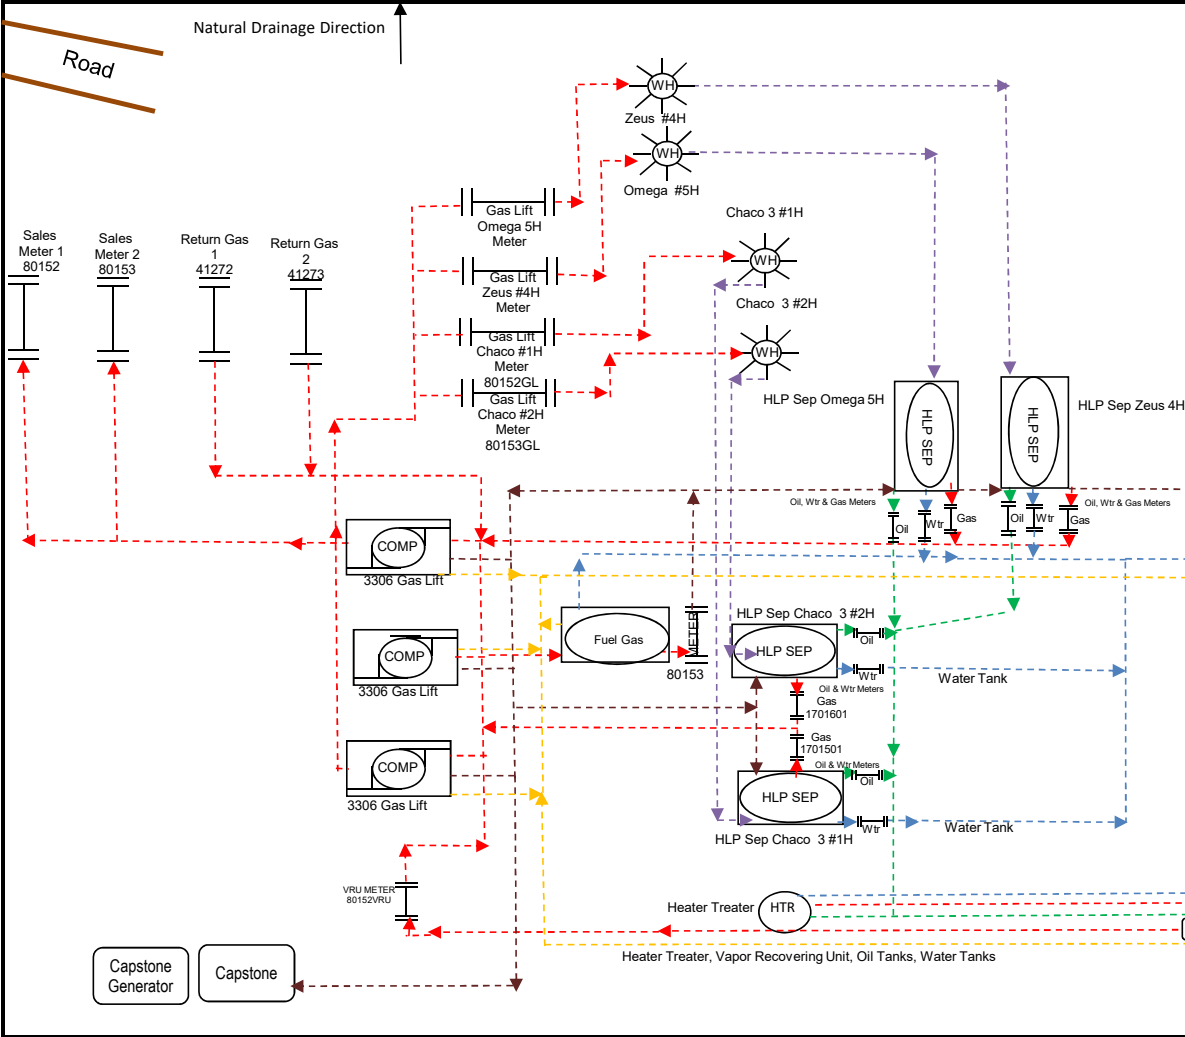 Natural Drainage Direction
Road
WH
Zeus #4H
WH
Omega #5H
Gas Lift
Omega 5H
Meter
Chaco 3 #1H
WH
Sales
Meter 1
80152
Sales
Meter 2
80153
Return Gas
1
41272
Return Gas
2
41273
Gas Lift
Zeus #4H
Meter
Chaco 3 #2H
WH
Gas Lift
Chaco #1H
Meter
80152GL
Gas Lift
Chaco #2H
Meter
80153GL
HLP Sep Omega 5H
HLP SEP
HLP SEP
HLP Sep Zeus 4H
Oil, Wtr & Gas Meters
Oil
Wtr
Gas
Oil
Wtr
Gas
Oil, Wtr & Gas Meters
COMP
3306 Gas Lift
Fuel Gas
METER
80153
HLP Sep Chaco 3 #2H
HLP SEP
Oil
Wtr
Water Tank
COMP
3306 Gas Lift
Oil & Wtr Meters
Gas
1701601
Gas
1701501
Oil & Wtr Meters
Oil
COMP
3306 Gas Lift
HLP SEP
Wtr
Water Tank
HLP Sep Chaco 3 #1H
VRU METER
80152VRU
Heater Treater
HTR
Heater Treater, Vapor Recovering Unit, Oil Tanks, Water Tanks
Capstone
Generator
Capstone